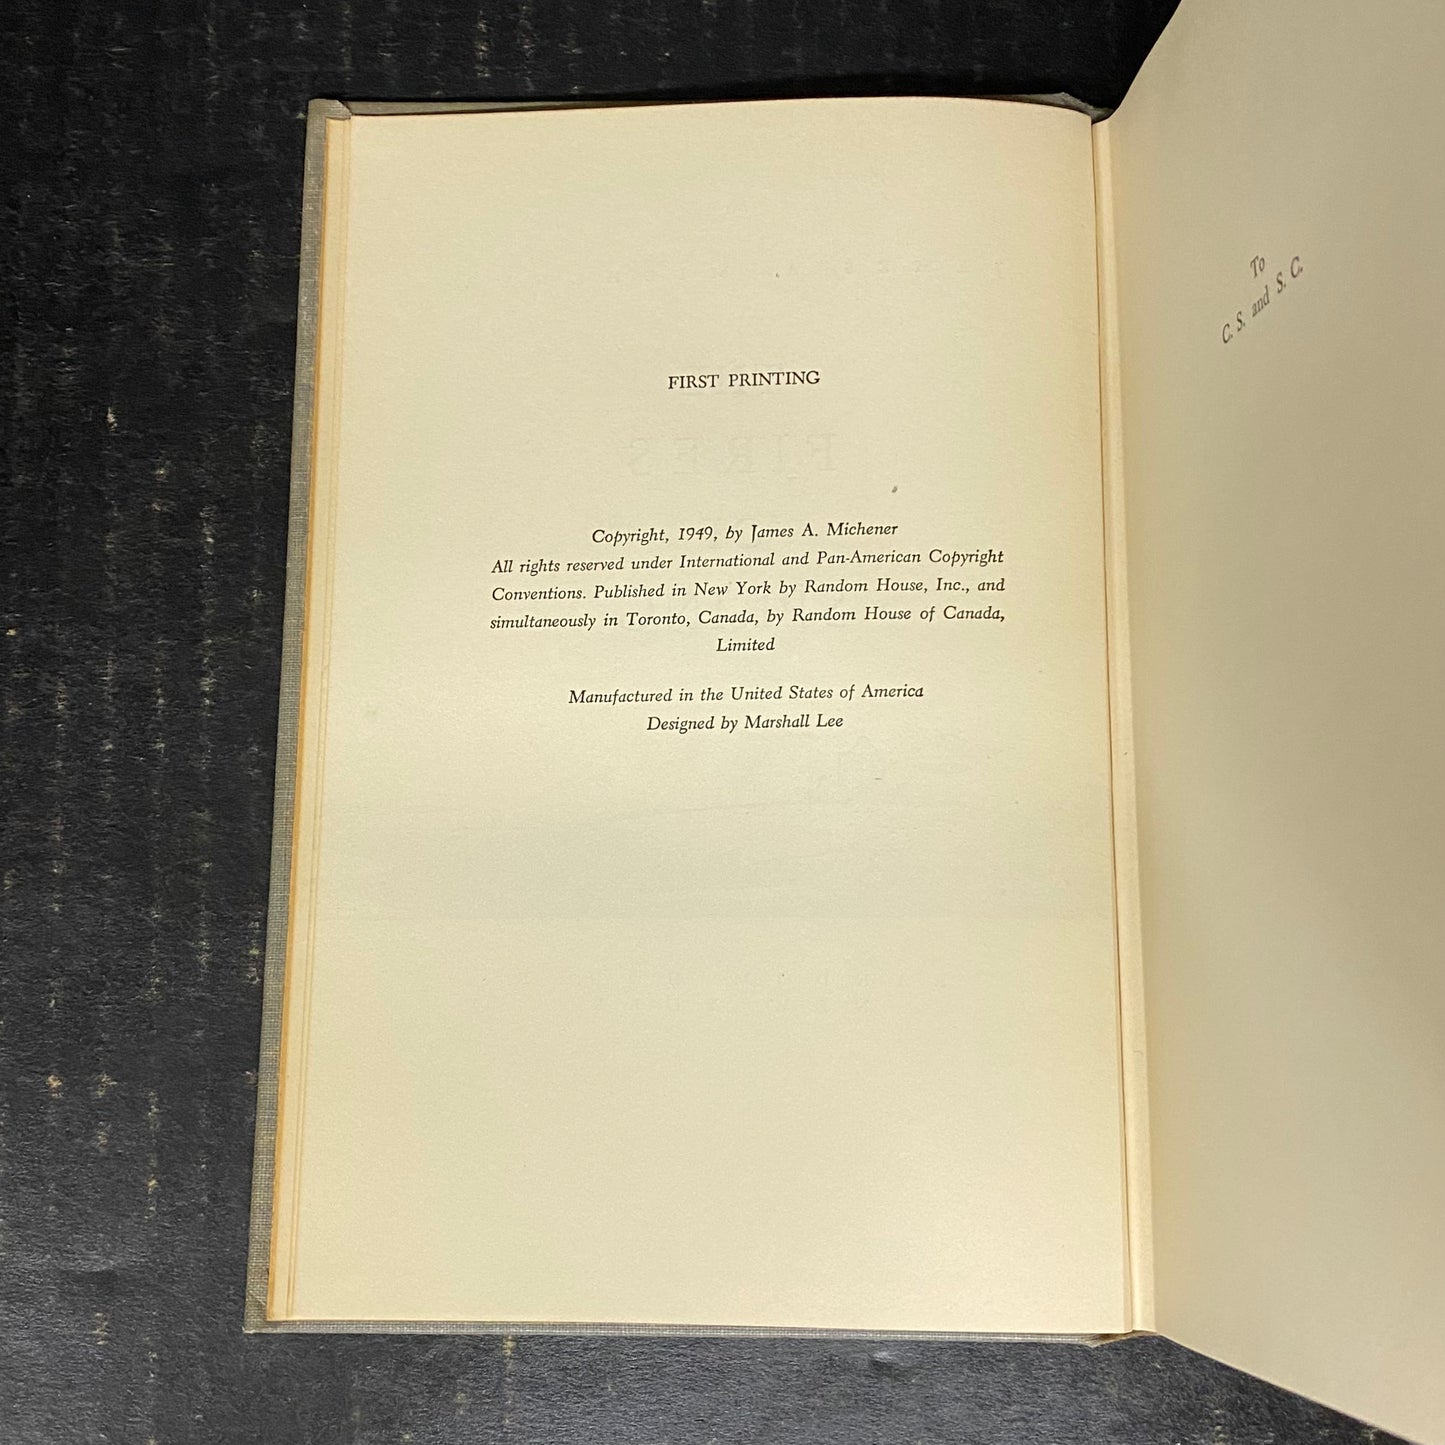 FIRST PRINTING
Copyright, 1949, by James A. Michener
All rights reserved under International and Pan-American Copyright
Conventions. Published in New York by Random House, Inc., and
simultaneously in Toronto, Canada, by Random House of Canada,
Limited
Manufactured in the United States of America
Designed by Marshall Lee
To
C. S. and S. C.